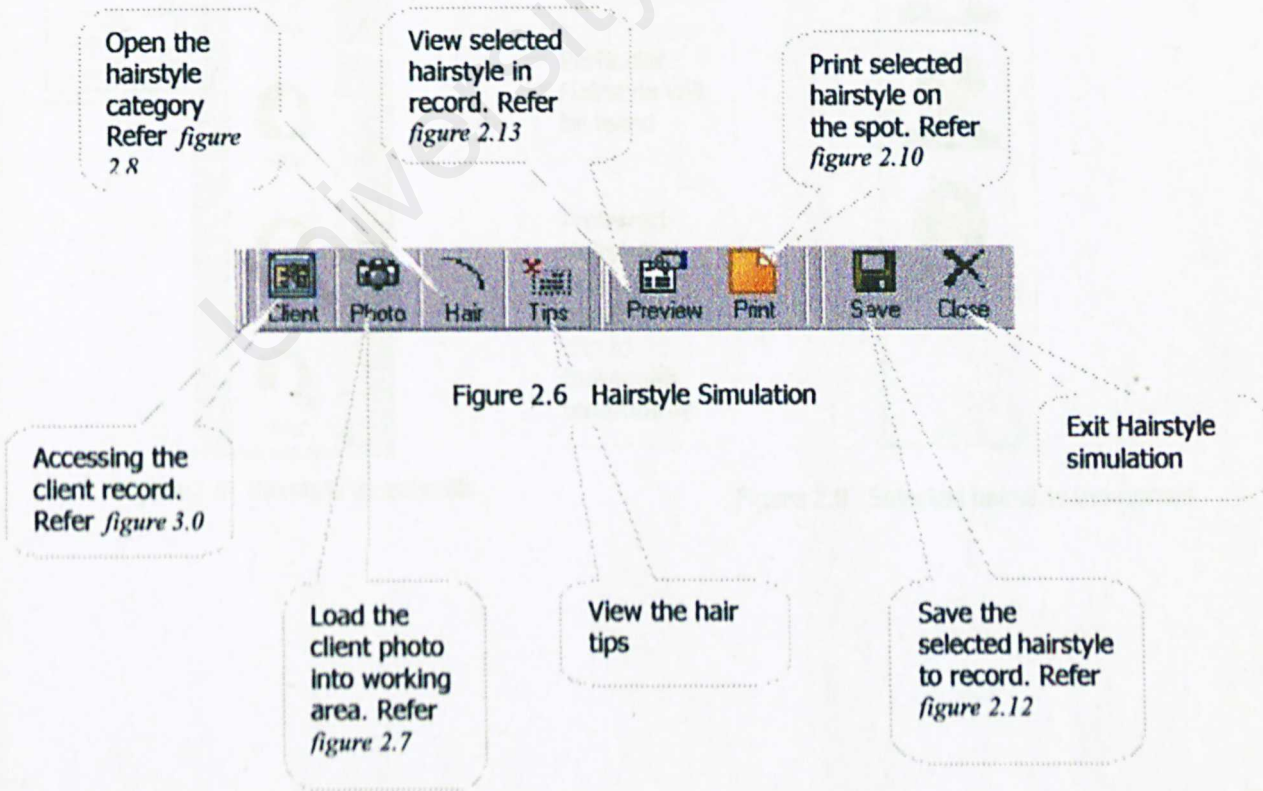 Open the
hairstyle
category
Refer figure
2.8
View selected
hairstyle in
record. Refer
figure 2.13
Print selected
hairstyle on
the spot. Refer
figure 2.10
Client Photo Hair Tips Preview Print Save Close
Figure 2.6 Hairstyle Simulation
Accessing the
client record.
Refer figure 3.0
Load the
client photo
into working
area. Refer
figure 2.7
View the hair
tips
Save the
selected hairstyle
to record. Refer
figure 2.12
Exit Hairstyle
simulation
University